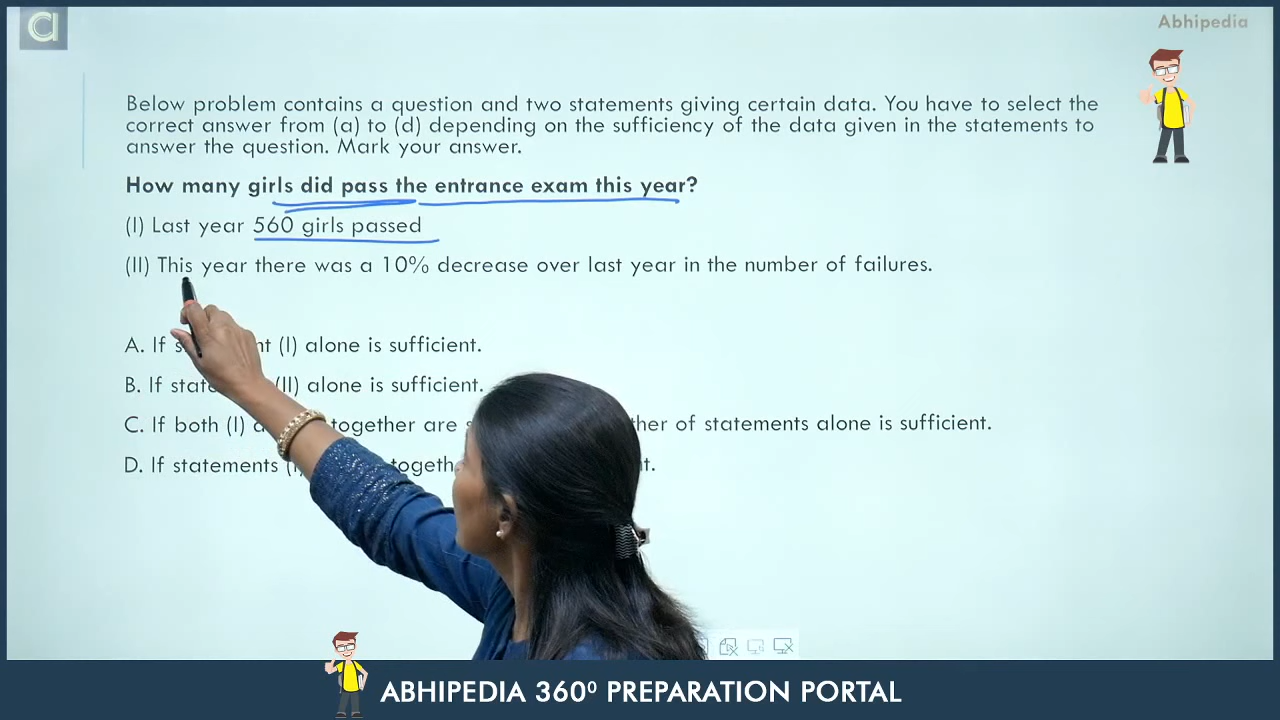 Abhipedia
Below problem contains a question and two statements giving certain data. You have to select the
correct answer from (a) to (d) depending on the sufficiency of the data given in the statements to
answer the question. Mark your answer.
How many girls did pass the entrance exam this year?
(I) Last year 560 girls passed
(II) This year there was a 10% decrease over last year in the number of failures.
A. If (I) alone is sufficient.
B. If (II) alone is sufficient.
C. If both (I) together are of statements alone is sufficient.
D. If statements
ABHIPEDIA 360⁰ PREPARATION PORTAL